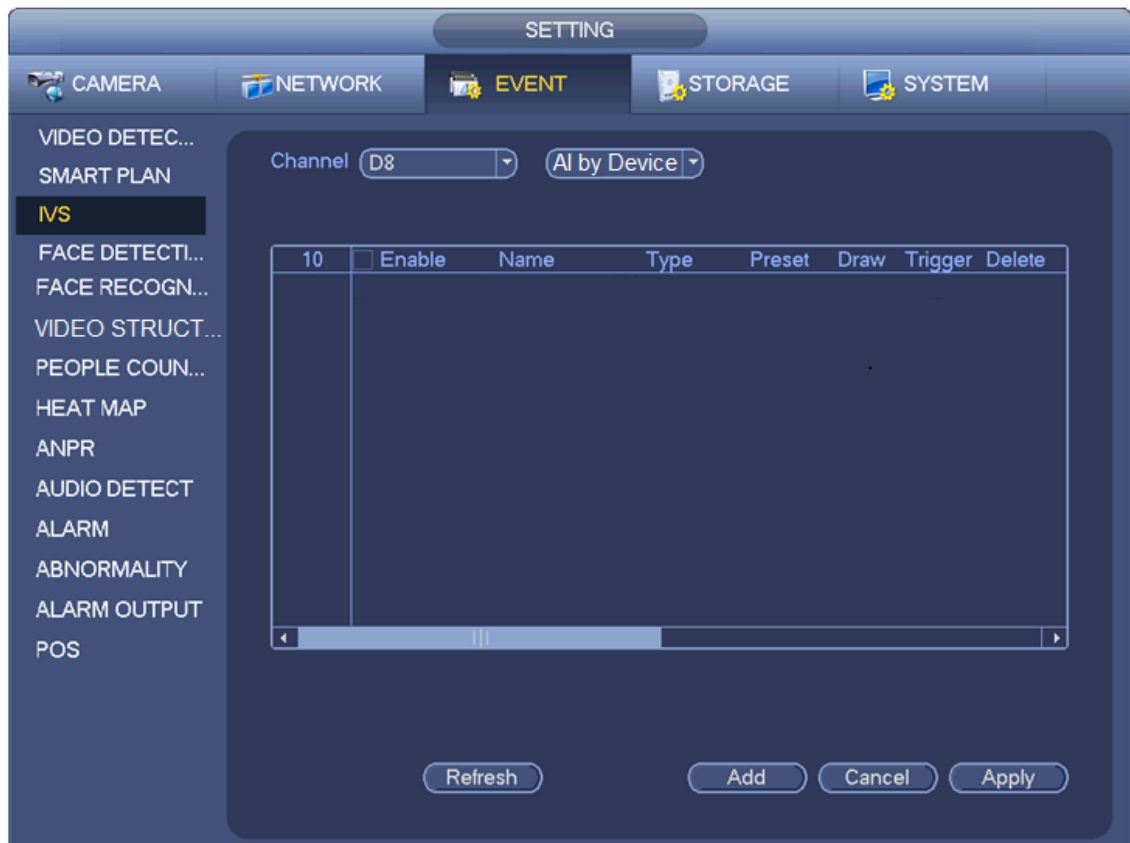 SETTING
CAMERA NETWORK EVENT STORAGE SYSTEM
VIDEO DETEC...
SMART PLAN
IVS
FACE DETECTI...
FACE RECOGN...
VIDEO STRUCT...
PEOPLE COUN...
HEAT MAP
ANPR
AUDIO DETECT
ALARM
ABNORMALITY
ALARM OUTPUT
POS
Channel D8 AI by Device
10 Enable Name Type Preset Draw Trigger Delete
Refresh Add Cancel Apply